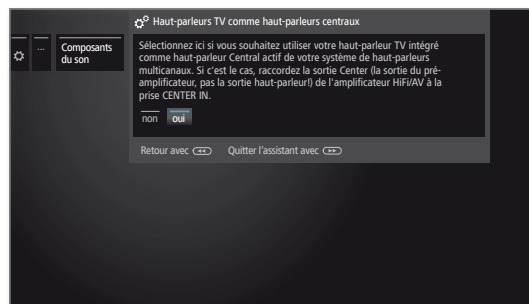 Haut-parleurs TV comme haut-parleurs centraux
...
Composants
du son
Sélectionnez ici si vous souhaitez utiliser votre haut-parleur TV intégré
comme haut-parleur Central actif de votre système de haut-parleurs
multicanaux. Si c'est le cas, raccordez la sortie Center (la sortie du pré-
amplificateur, pas la sortie haut-parleur!) de l'amplificateur HiFi/AV à la
prise CENTER IN.
non oui
Retour avec Quitter l'assistant avec